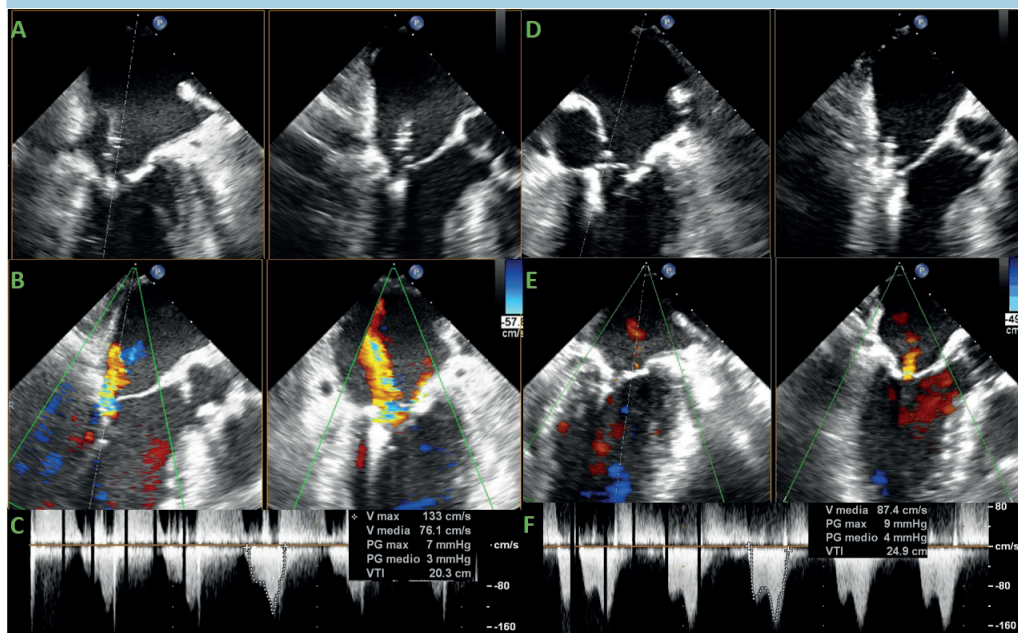 A
D
B
-57.
cm/s
E
-49
cm
C
V max 133 cm/s
V media 76.1 cm/s
PG max 7 mmHg
PG medio 3 mmHg
VTI 20.3 cm
cm/s
-80
-160
F
V media 87.4 cm/s
PG max 9 mmHg
PG medio 4 mmHg
VTI 24.9 cm
80
cm/s
-80
-160